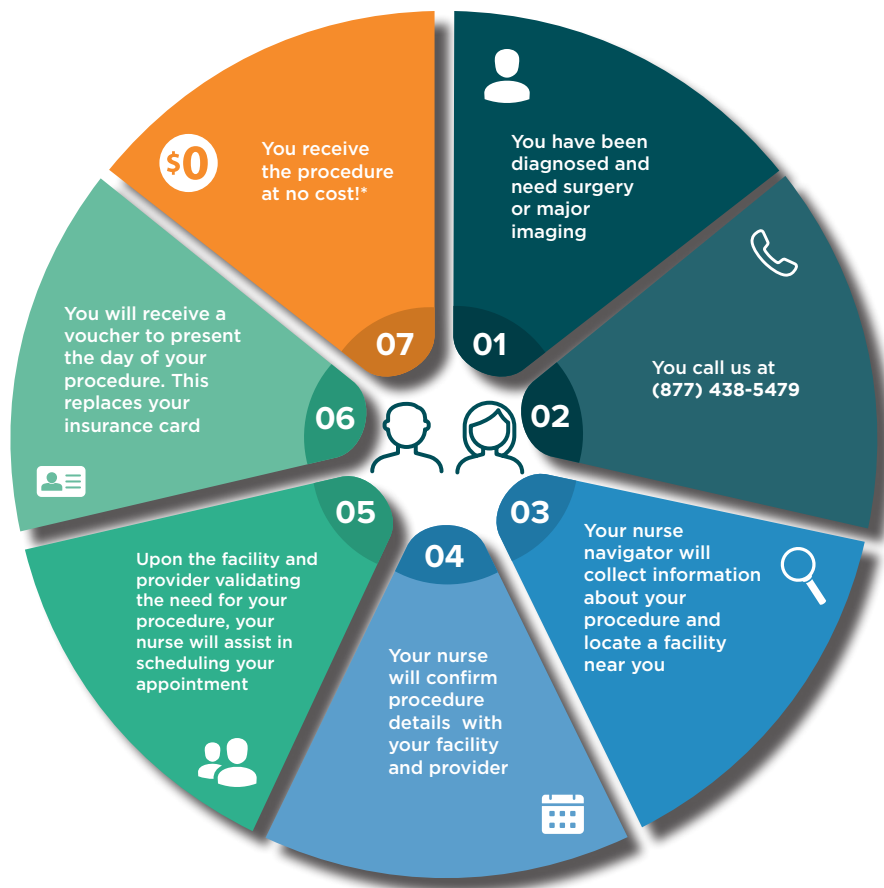 01
You have been
diagnosed and
need surgery
or major
imaging
02
You call us at
(877) 438-5479
03
Your nurse
navigator will
collect information
about your
procedure and
locate a facility
near you
04
Your nurse
will confirm
procedure
details with
your facility
and provider
05
Upon the facility and
provider validating
the need for your
procedure, your
nurse will assist in
scheduling your
appointment
06
You will receive a
voucher to present
the day of your
procedure. This
replaces your
insurance card
07
$0
You receive
the procedure
at no cost!*